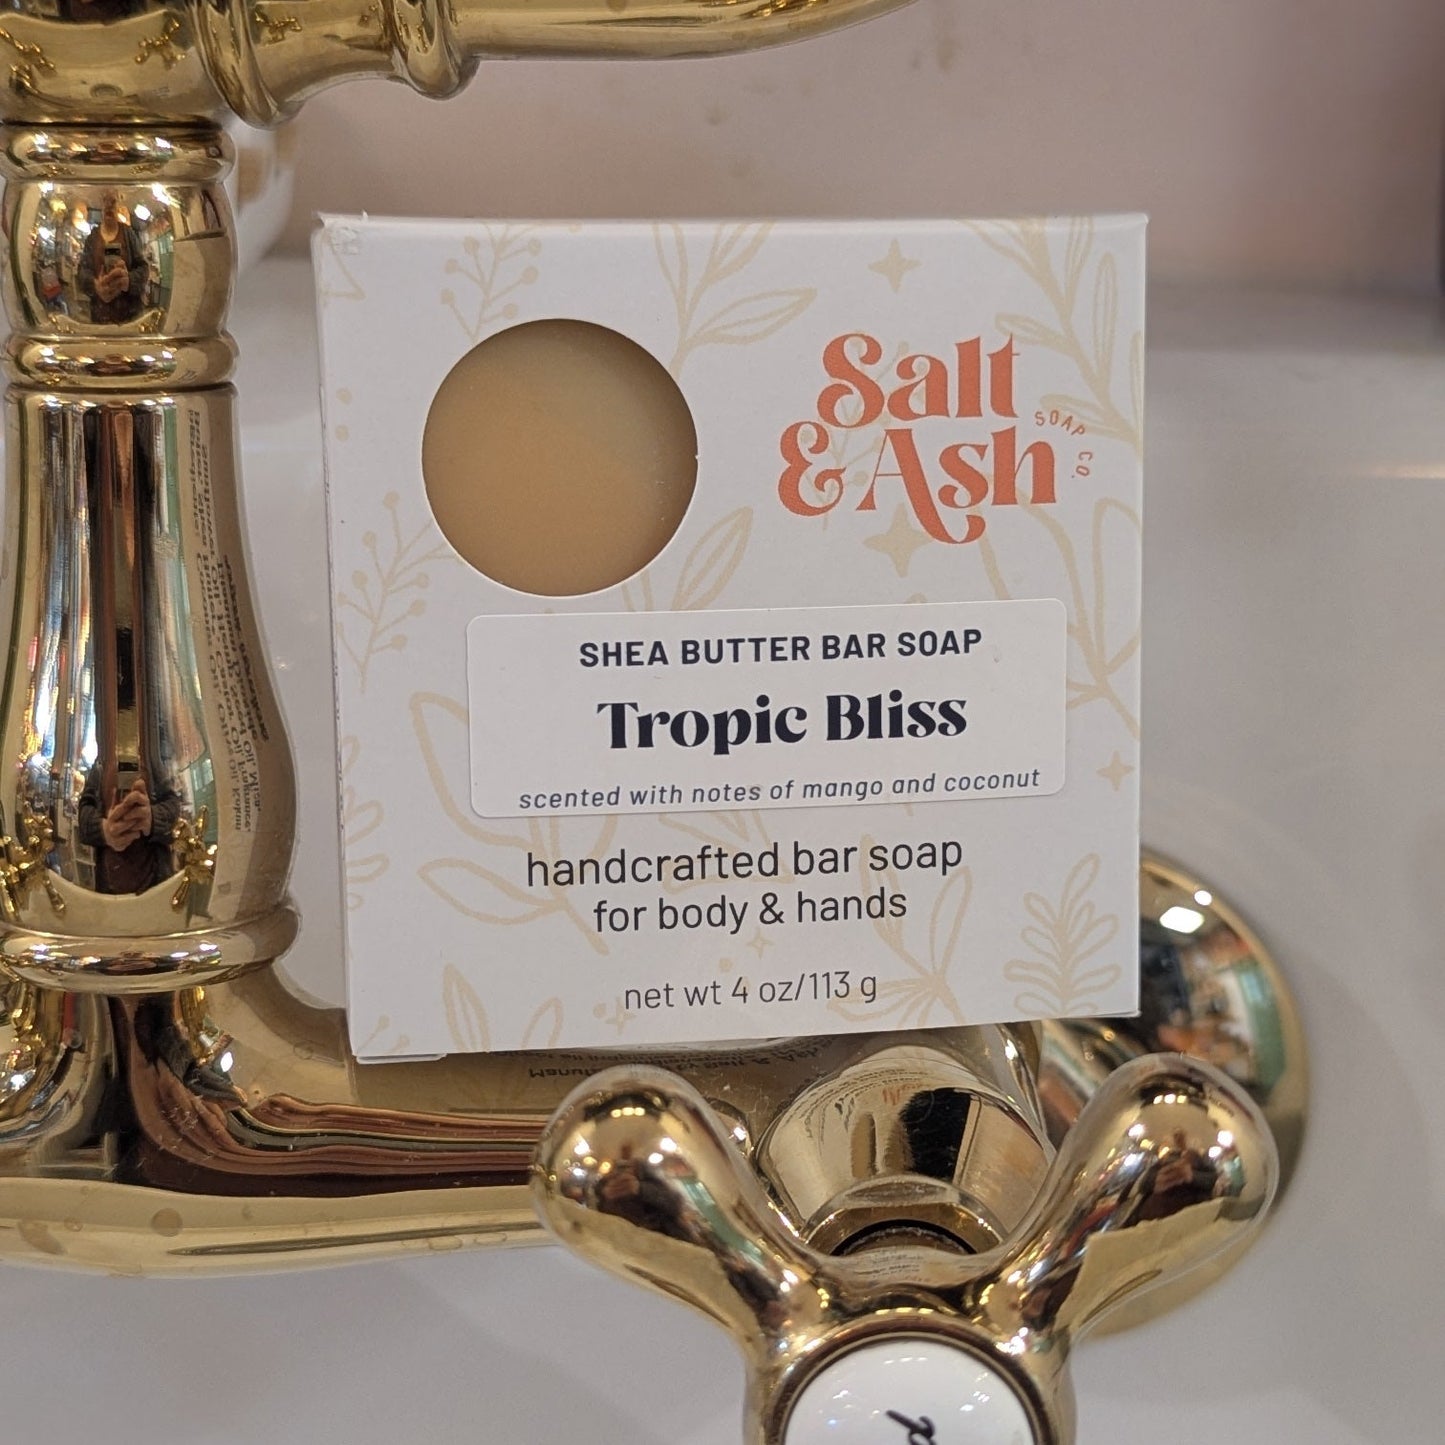 Salt
& Ash
SOAP CO.
SHEA BUTTER BAR SOAP
Tropic Bliss
scented with notes of mango and coconut
handcrafted bar soap
for body & hands
net wt 4 oz/113 g